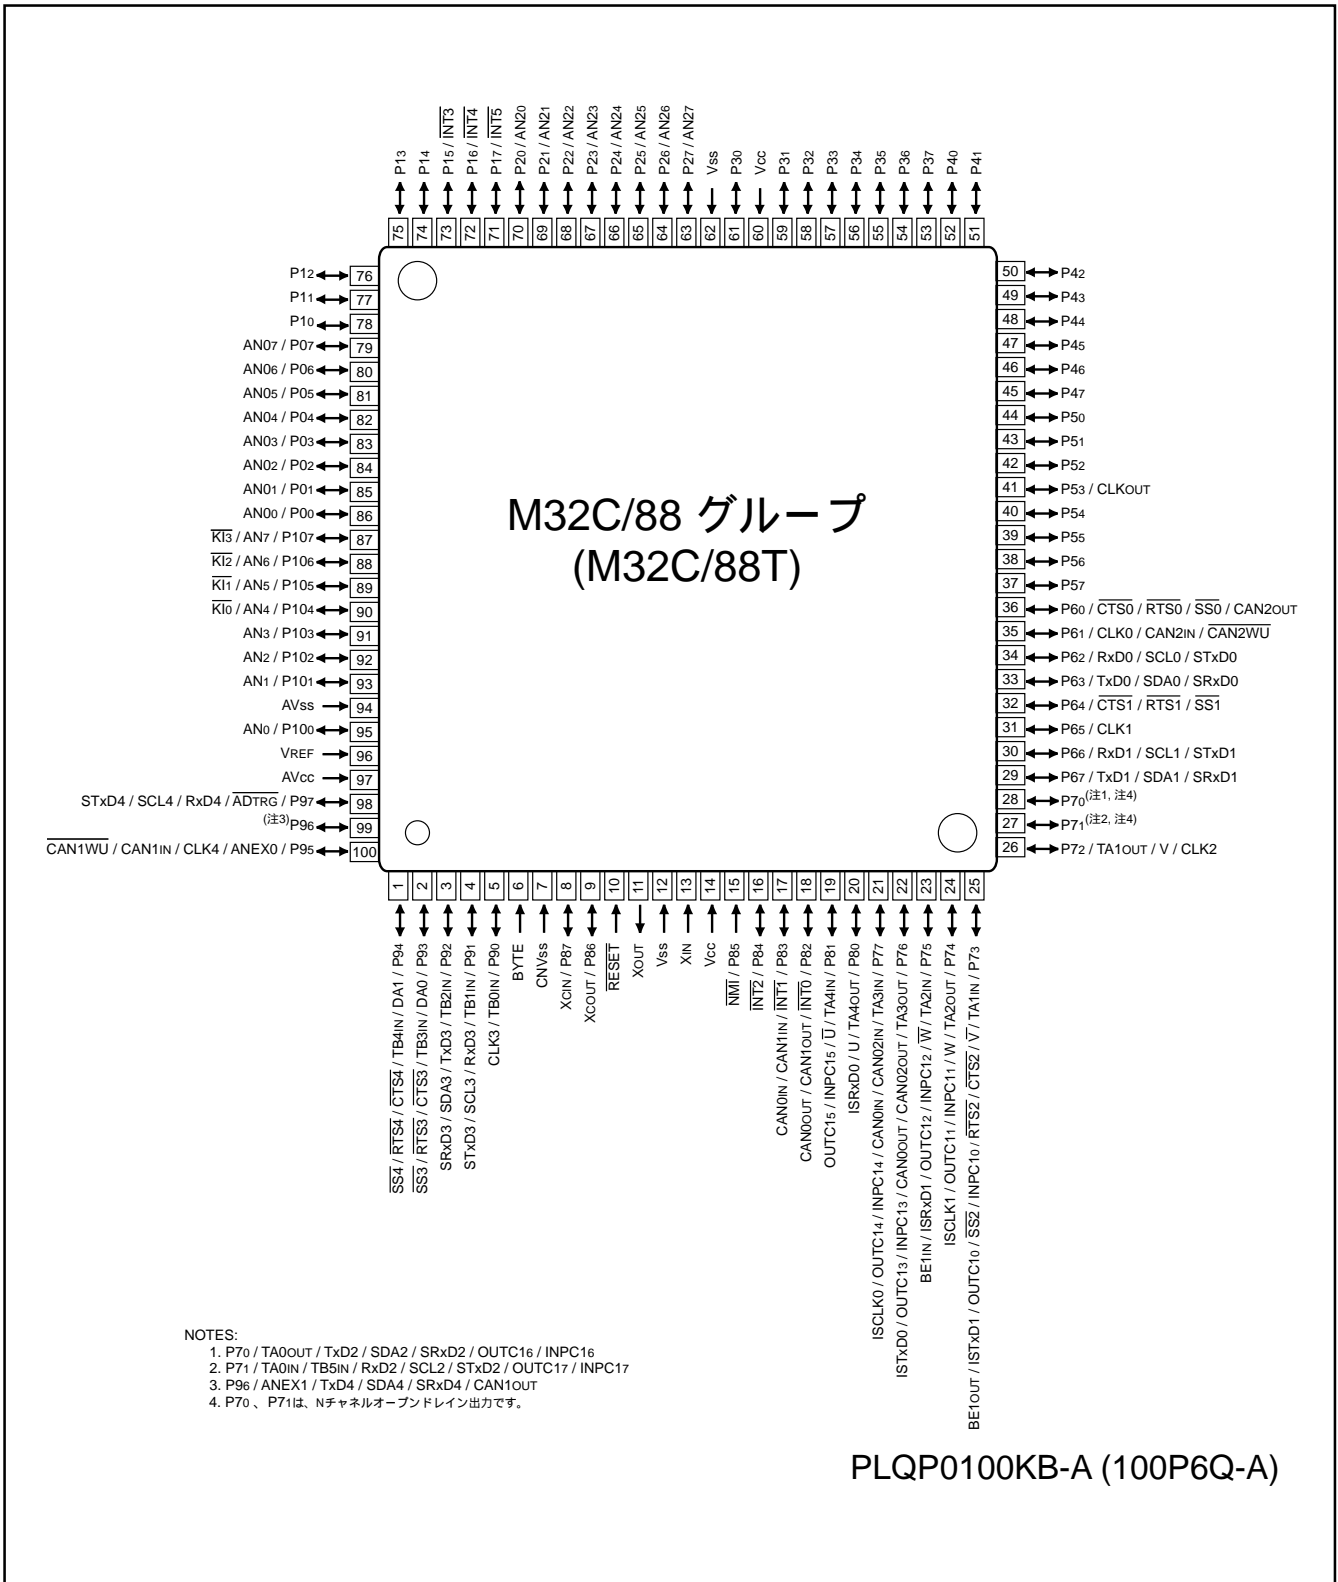 P13
P14
P15 / INT3
P16 / INT4
P17 / INT5
P20 / AN20
P21 / AN21
P22 / AN22
P23 / AN23
P24 / AN24
P25 / AN25
P26 / AN26
P27 / AN27
Vss
P30
Vcc
P31
P32
P33
P34
P35
P36
P37
P40
P41
75
74
73
72
71
70
69
68
67
66
65
64
63
62
61
60
59
58
57
56
55
54
53
52
51
P12 76
P11 77
P10 78
AN07 / P07 79
AN06 / P06 80
AN05 / P05 81
AN04 / P04 82
AN03 / P03 83
AN02 / P02 84
AN01 / P01 85
AN00 / P00 86
KI3 / AN7 / P107 87
KI2 / AN6 / P106 88
KI1 / AN5 / P105 89
KI0 / AN4 / P104 90
AN3 / P103 91
AN2 / P102 92
AN1 / P101 93
AVss 94
AN0 / P100 95
VREF 96
AVcc 97
STxD4 / SCL4 / RxD4 / ADTRG / P97 98
(注3)P96 99
CAN1WU / CAN1IN / CLK4 / ANEX0 / P95 100
M32C/88 グループ
(M32C/88T)
50 P42
49 P43
48 P44
47 P45
46 P46
45 P47
44 P50
43 P51
42 P52
41 P53 / CLKOUT
40 P54
39 P55
38 P56
37 P57
36 P60 / CTS0 / RTS0 / SS0 / CAN2OUT
35 P61 / CLK0 / CAN2IN / CAN2WU
34 P62 / RxD0 / SCL0 / STxD0
33 P63 / TxD0 / SDA0 / SRxD0
32 P64 / CTS1 / RTS1 / SS1
31 P65 / CLK1
30 P66 / RxD1 / SCL1 / STxD1
29 P67 / TxD1 / SDA1 / SRxD1
28 P70(注1, 注4)
27 P71(注2, 注4)
26 P72 / TA1OUT / V / CLK2
1
2
3
4
5
6
7
8
9
10
11
12
13
14
15
16
17
18
19
20
21
22
23
24
25
SS4 / RTS4 / CTS4 / TB4IN / DA1 / P94
SS3 / RTS3 / CTS3 / TB3IN / DA0 / P93
SRxD3 / SDA3 / TxD3 / TB2IN / P92
STxD3 / SCL3 / RxD3 / TB1IN / P91
CLK3 / TB0IN / P90
BYTE
CNVss
XCIN / P87
XCOUT / P86
RESET
XOUT
Vss
XIN
Vcc
NMI / P85
INT2 / P84
CAN0IN / CAN1IN / INT1 / P83
CAN0OUT / CAN1OUT / INT0 / P82
OUTC15 / INPC15 / U / TA4IN / P81
ISRxD0 / U / TA4OUT / P80
ISCLK0 / OUTC14 / INPC14 / CAN0IN / CAN02IN / TA3IN / P77
ISTxD0 / OUTC13 / INPC13 / CAN0OUT / CAN02OUT / TA3OUT / P76
BE1IN / ISRxD1 / OUTC12 / INPC12 / W / TA2IN / P75
ISCLK1 / OUTC11 / INPC11 / W / TA2OUT / P74
BE1OUT / ISTxD1 / OUTC10 / SS2 / INPC10 / RTS2 / CTS2 / V / TA1IN / P73
NOTES:
1. P70 / TA0OUT / TxD2 / SDA2 / SRxD2 / OUTC16 / INPC16
2. P71 / TA0IN / TB5IN / RxD2 / SCL2 / STxD2 / OUTC17 / INPC17
3. P96 / ANEX1 / TxD4 / SDA4 / SRxD4 / CAN1OUT
4. P70 、P71は、Nチャネルオープンドレイン出力です。
PLQP0100KB-A (100P6Q-A)